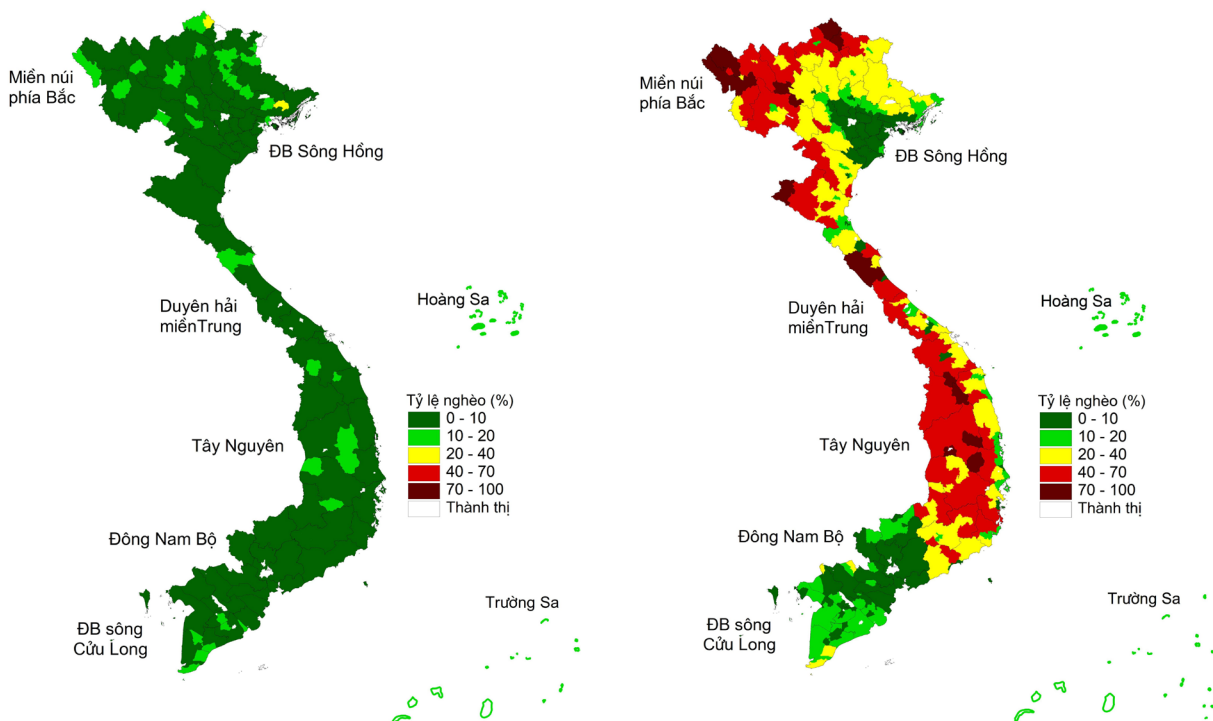 Miền núi
phía Bắc
ĐB Sông Hồng
Duyên hải
miềnTrung
Hoàng Sa
Tỷ lệ nghèo (%)
0 - 10
10 - 20
20 - 40
40 - 70
70 - 100
Thành thị
Tây Nguyên
Đông Nam Bộ
ĐB sông
Cửu Long
Trường Sa
Miền núi
phía Bắc
ĐB Sông Hồng
Duyên hải
miềnTrung
Hoàng Sa
Tỷ lệ nghèo (%)
0 - 10
10 - 20
20 - 40
40 - 70
70 - 100
Thành thị
Tây Nguyên
Đông Nam Bộ
ĐB sông
Cửu Long
Trường Sa